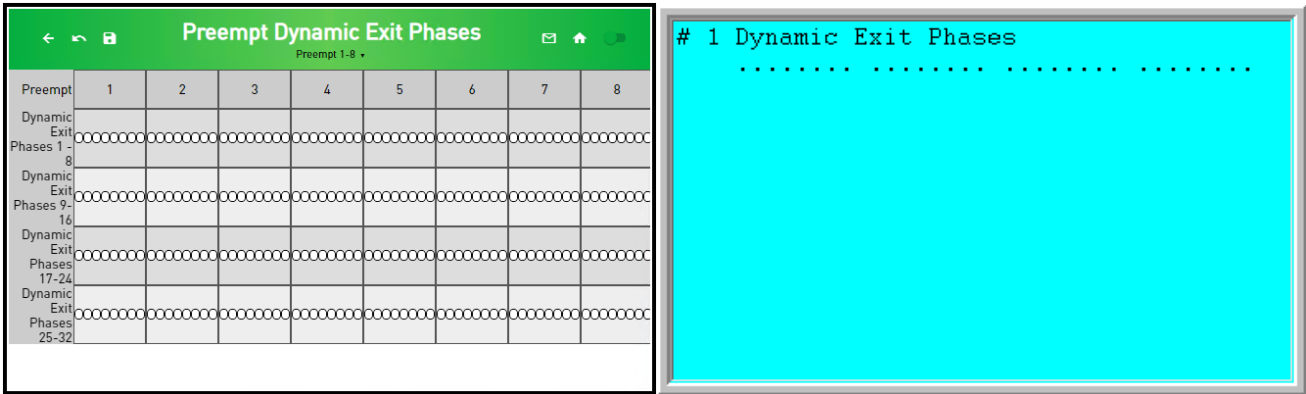 Preempt Dynamic Exit Phases
Preempt 1-8
Preempt 1 2 3 4 5 6 7 8
Dynamic
Exit
Phases 1 -
8
Dynamic
Exit
Phases 9-
16
Dynamic
Exit
Phases
17-24
Dynamic
Exit
Phases
25-32
# 1 Dynamic Exit Phases
........ ........ ........ ........